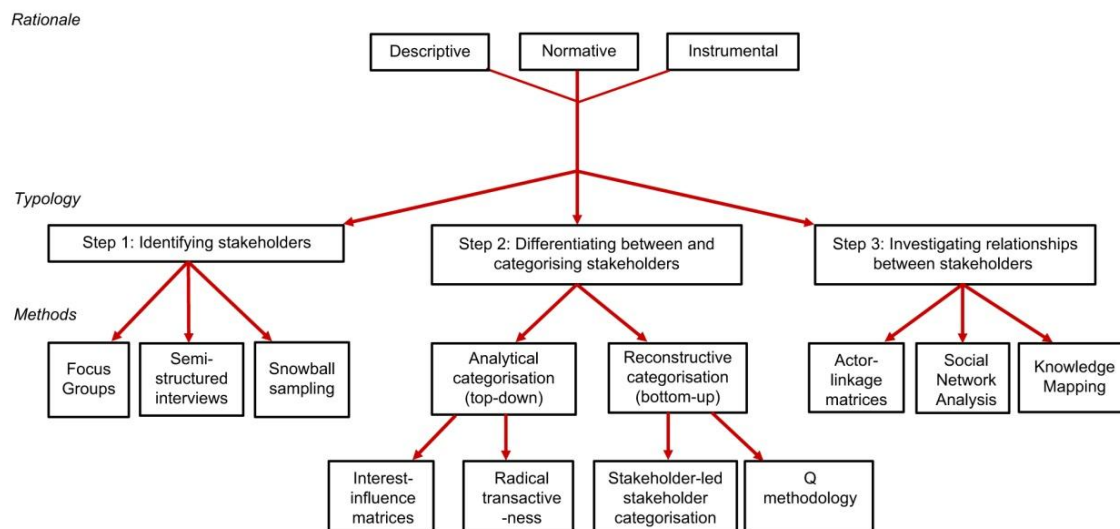 Rationale
Descriptive
Normative
Instrumental
Typology
Step 1: Identifying stakeholders
Step 2: Differentiating between and
categorising stakeholders
Step 3: Investigating relationships
between stakeholders
Methods
Focus
Groups
Semi-
structured
interviews
Snowball
sampling
Analytical
categorisation
(top-down)
Reconstructive
categorisation
(bottom-up)
Actor-
linkage
matrices
Social
Network
Analysis
Knowledge
Mapping
Interest-
influence
matrices
Radical
transactive
-ness
Stakeholder-led
stakeholder
categorisation
Q
methodology